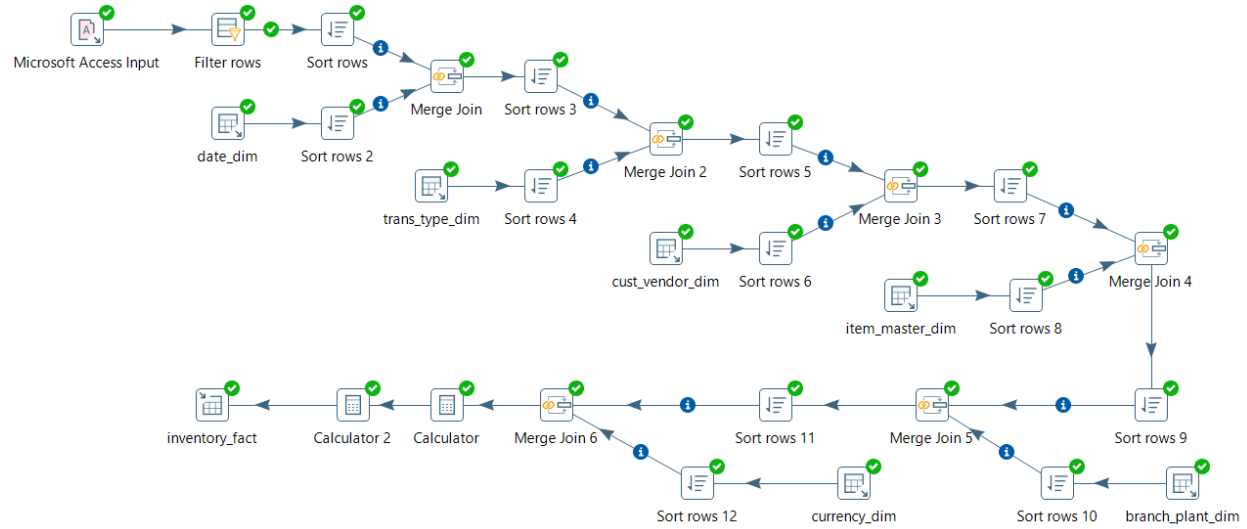 Microsoft Access Input
Filter rows
Sort rows
Merge Join
Sort rows 3
date_dim
Sort rows 2
Merge Join 2
Sort rows 5
trans_type_dim
Sort rows 4
Merge Join 3
Sort rows 7
cust_vendor_dim
Sort rows 6
Merge Join 4
item_master_dim
Sort rows 8
inventory_fact
Calculator 2
Calculator
Merge Join 6
Sort rows 11
Merge Join 5
Sort rows 9
Sort rows 12
currency_dim
Sort rows 10
branch_plant_dim